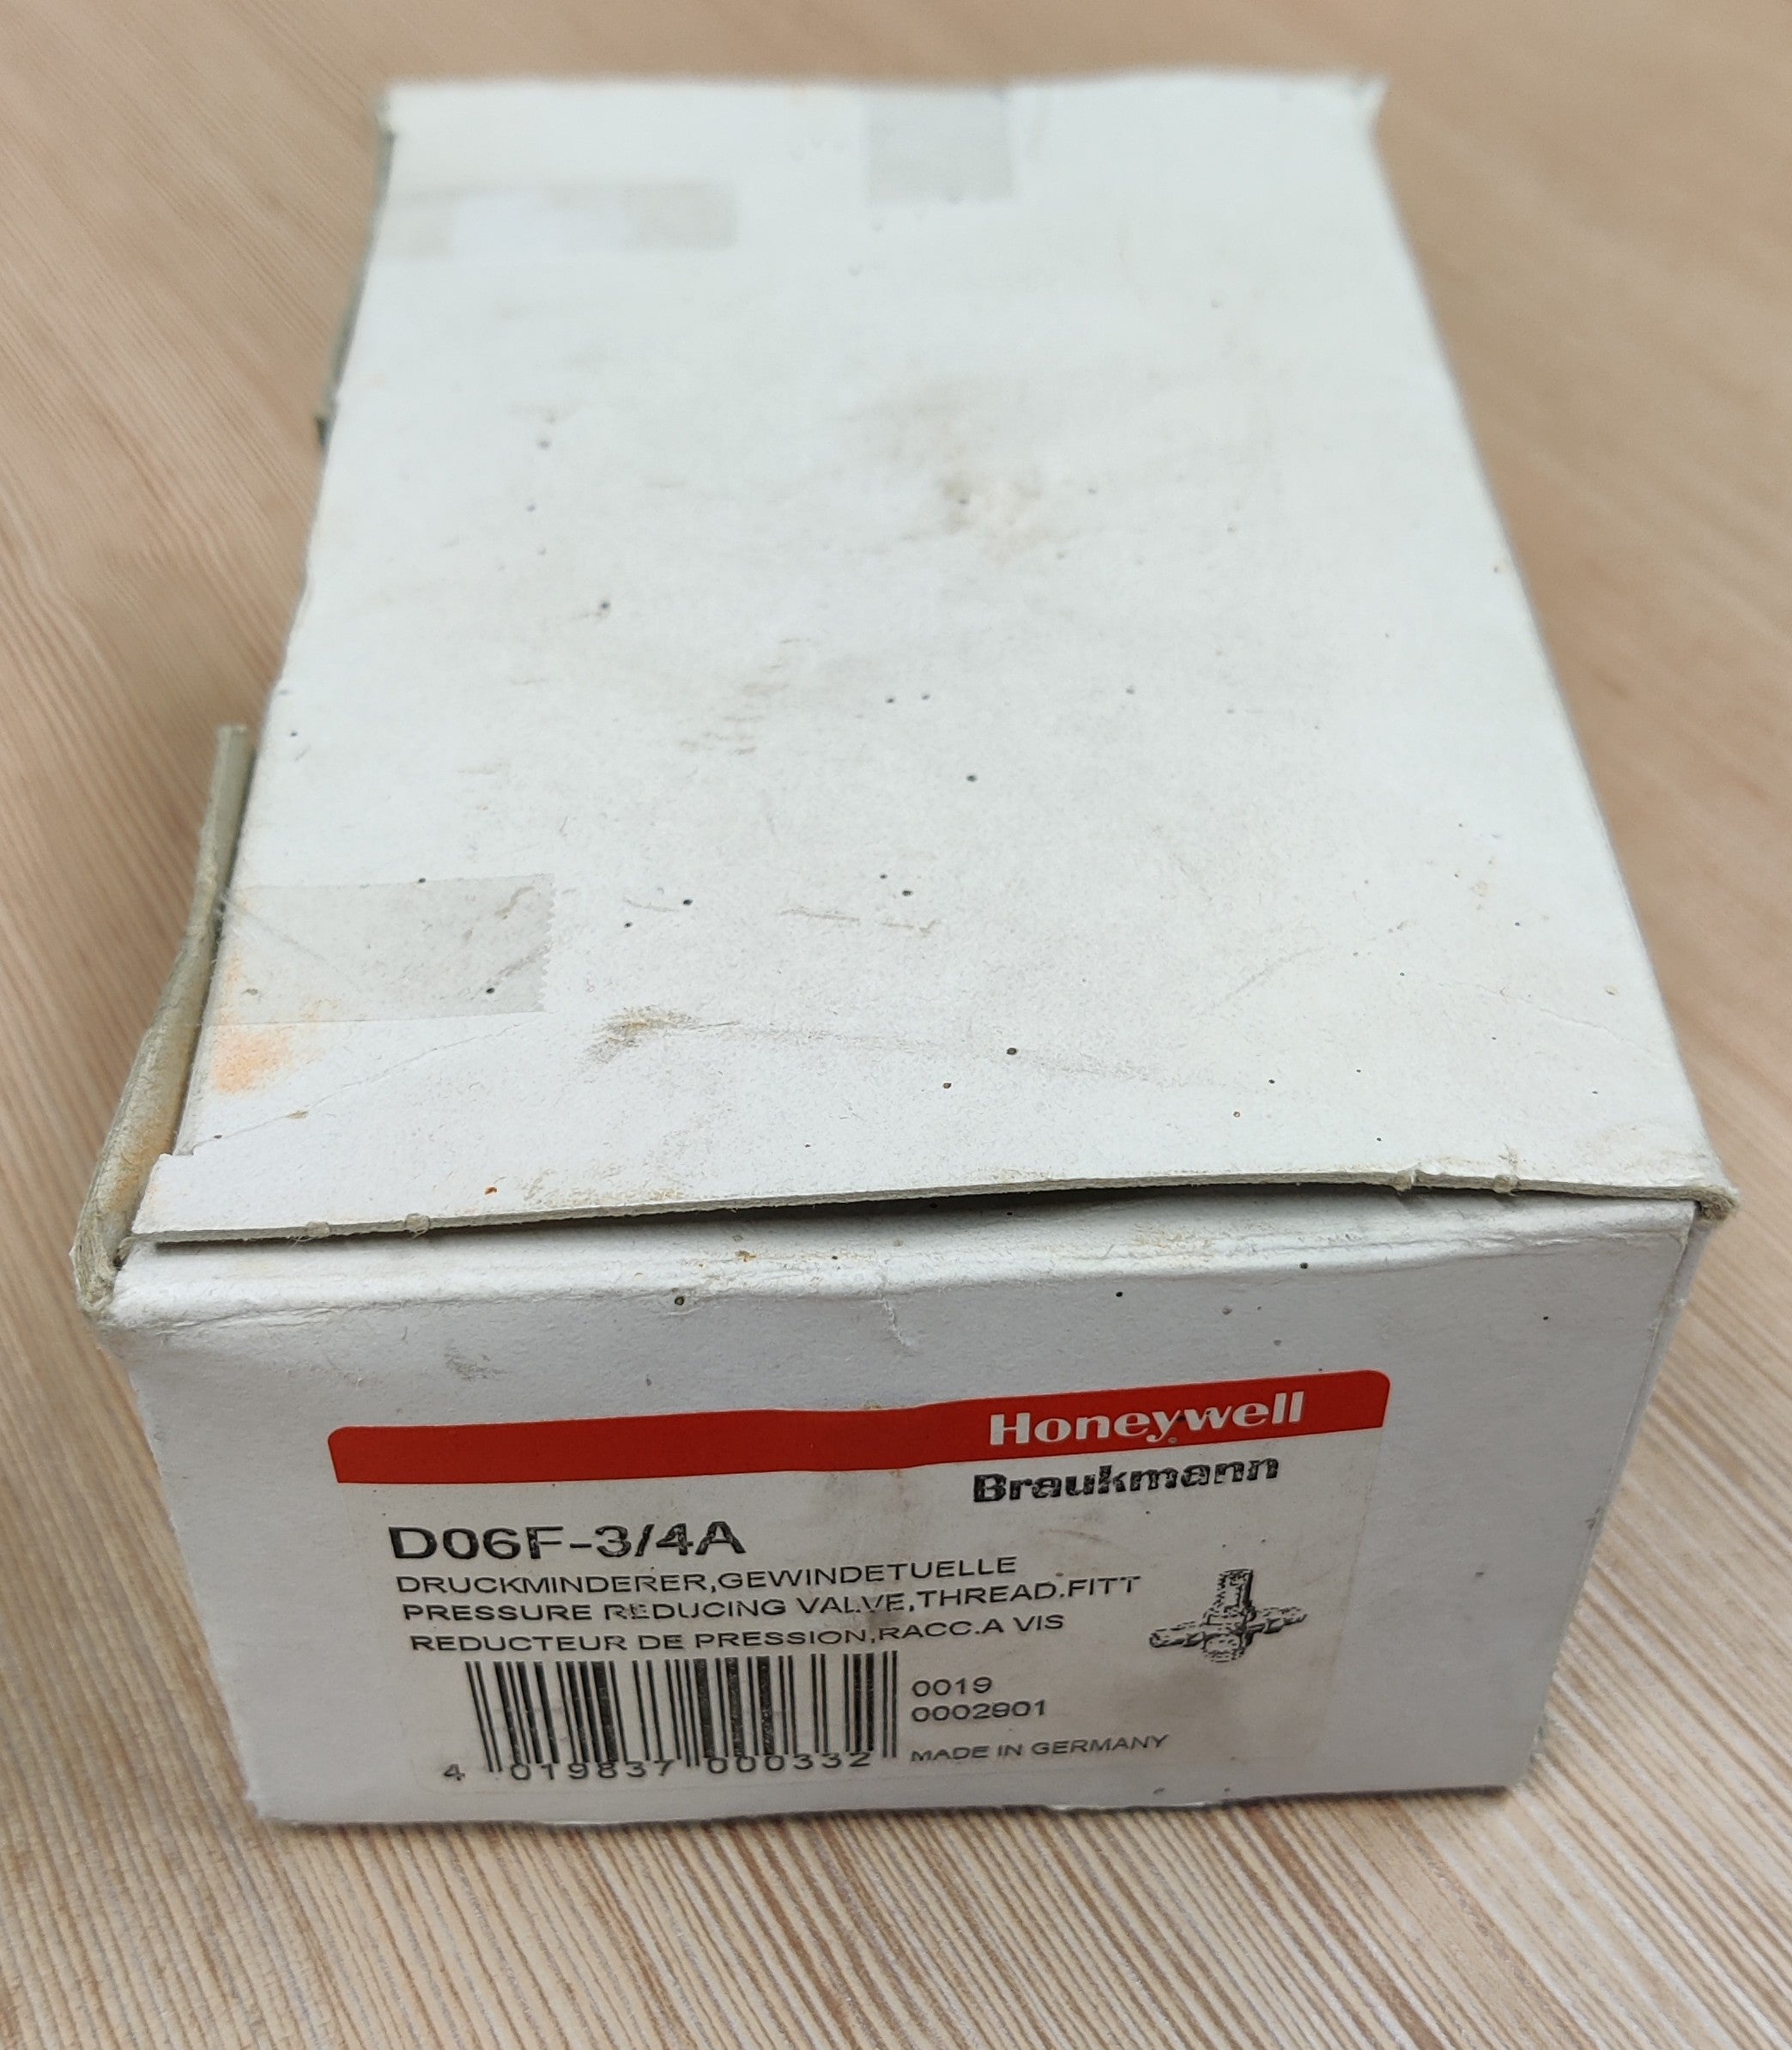 Honeywell
Braukmann
D06F-3/4A
DRUCKMINDERER,GEWINDETUELLE
PRESSURE REDUCING VALVE,THREAD.FITT
REDUCTEUR DE PRESSION,RACC.A VIS
0019
0002901
MADE IN GERMANY
4 019837 000332